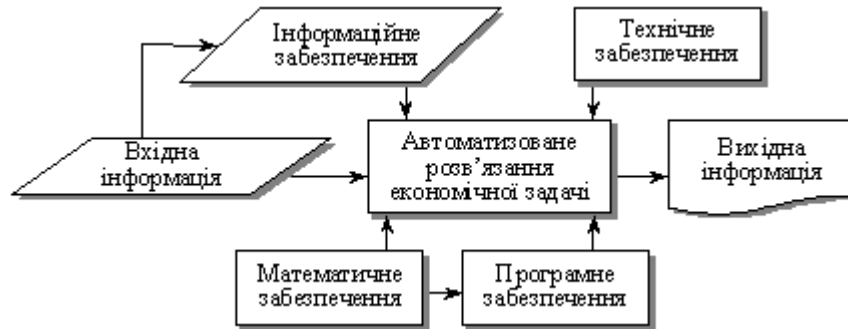 Інформаційне
забезпечення
Технічне
забезпечення
Вхідна
інформація
Автоматизоване
розв’язання
економічної задачі
Вихідна
інформація
Математичне
забезпечення
Програмне
забезпечення